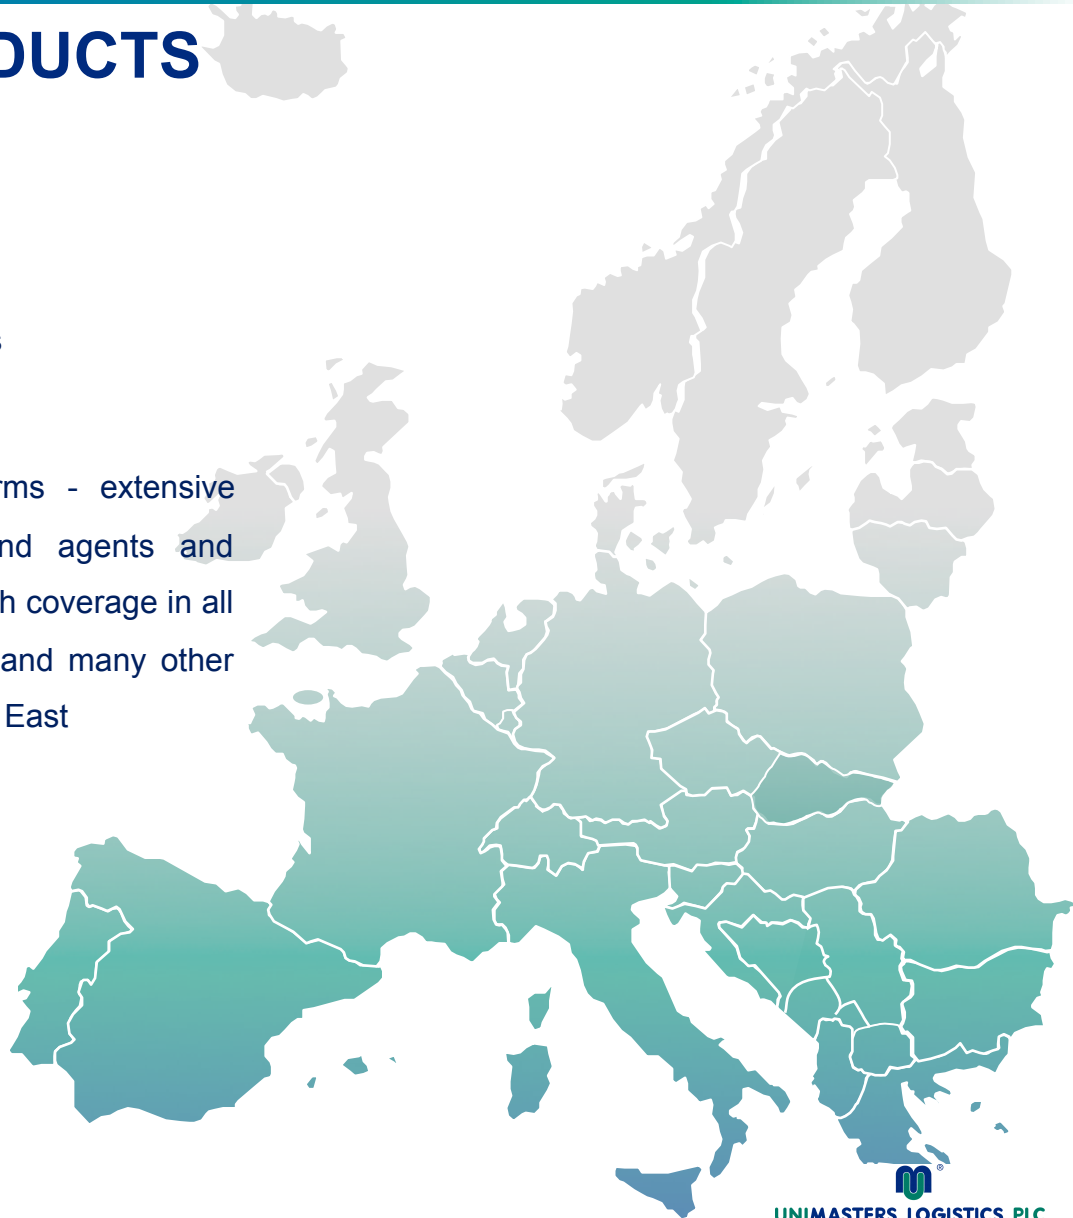 DUCTS
s
rms - extensive
nd agents and
h coverage in all
and many other
East
®
UNIMASTERS LOGISTICS PLC